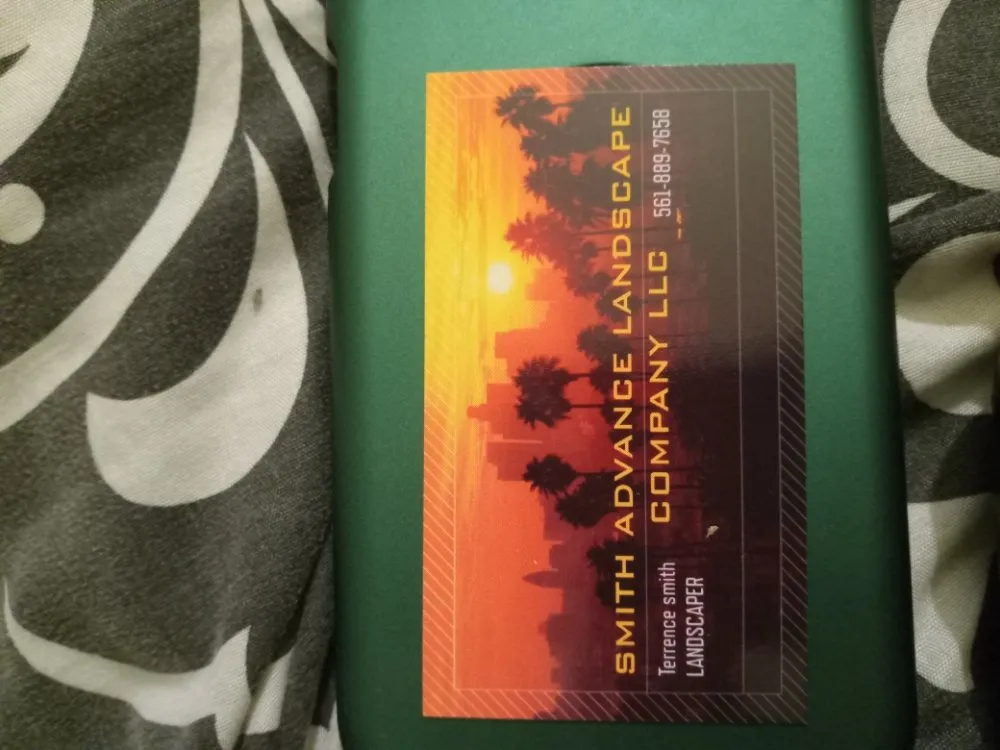 SMITH ADVANCE LANDSCAPE
COMPANY LLC
Terrence smith
LANDSCAPER
561-889-7658